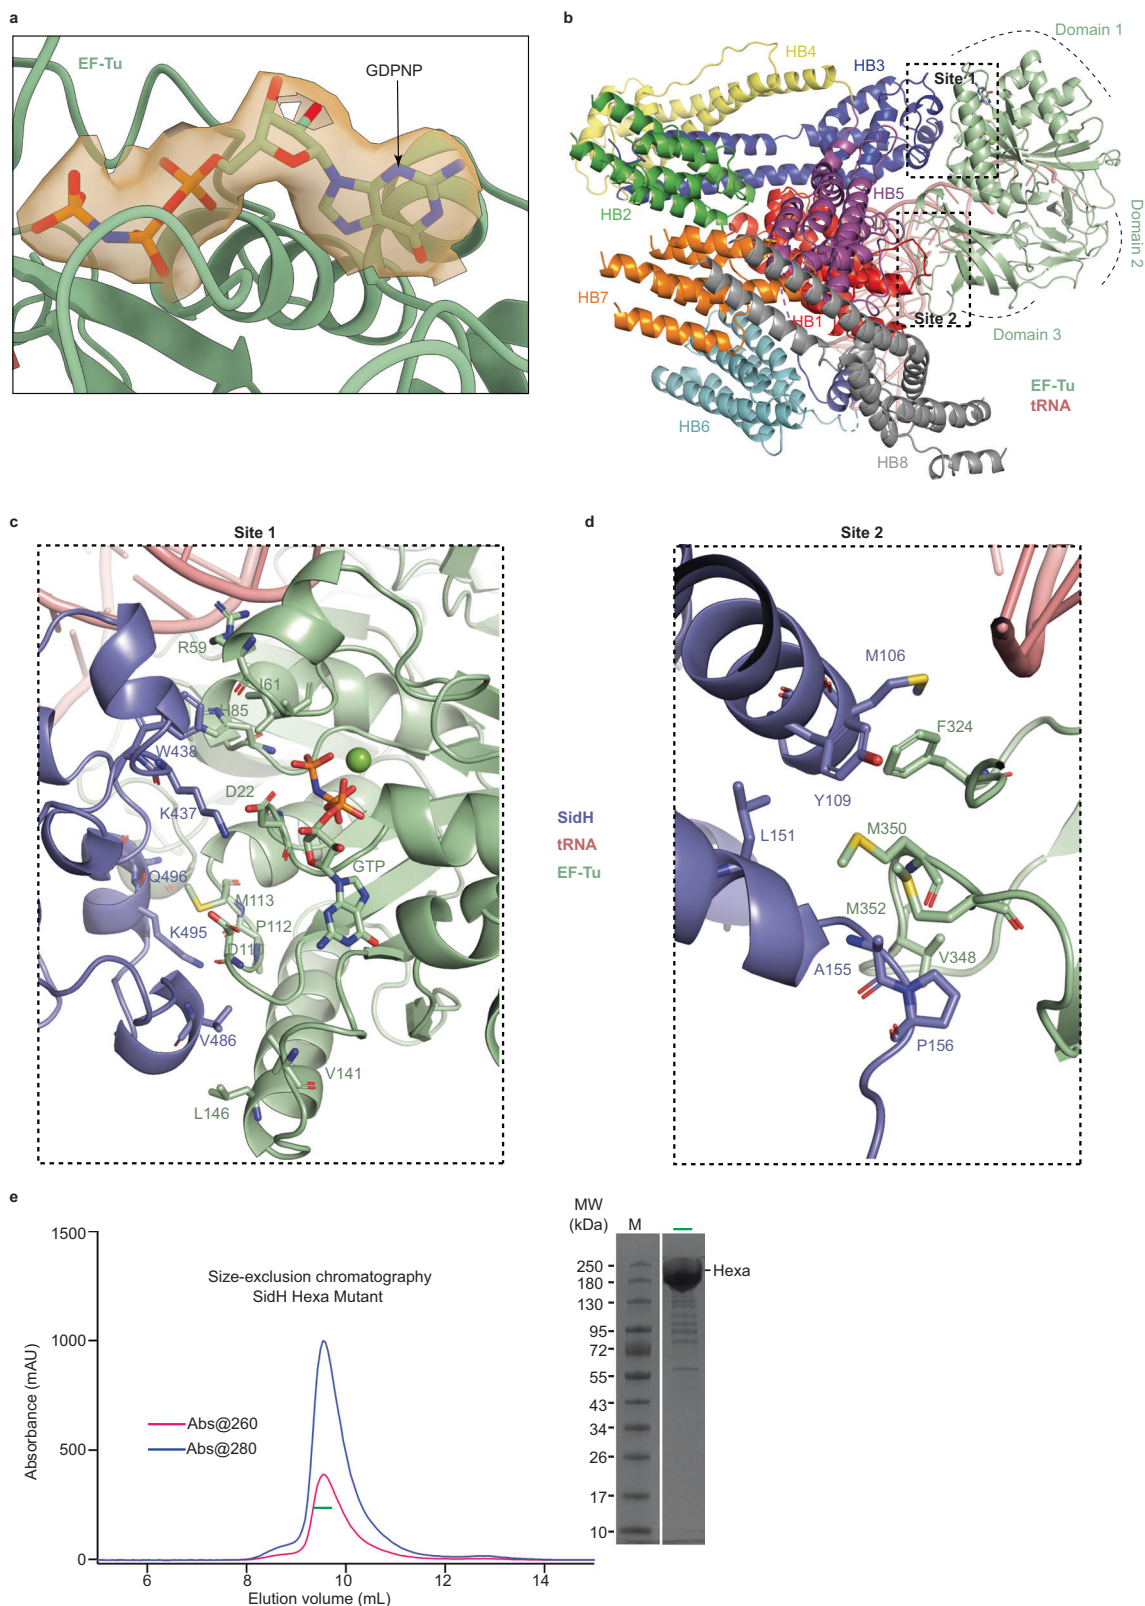 a
EF-Tu
GDPNP
b
HB4
HB3
Domain 1
Site 1
HB5
HB2
Domain 2
HB7
HB1
Site 2
Domain 3
EF-Tu
tRNA
HB6
HB8
c
Site 1
R59
I61
H85
W438
D22
K437
GTP
Q496
M113
P112
K495
D111
V486
V141
L146
SidH
tRNA
EF-Tu
d
Site 2
M106
F324
Y109
L151
M350
M352
A155
V348
P156
e
1500
1000
500
0
Absorbance (mAU)
Size-exclusion chromatography
SidH Hexa Mutant
Abs@260
Abs@280
6
8
10
12
14
Elution volume (mL)
MW
(kDa)
M
250
180
130
95
72
55
43
34
26
17
10
Hexa